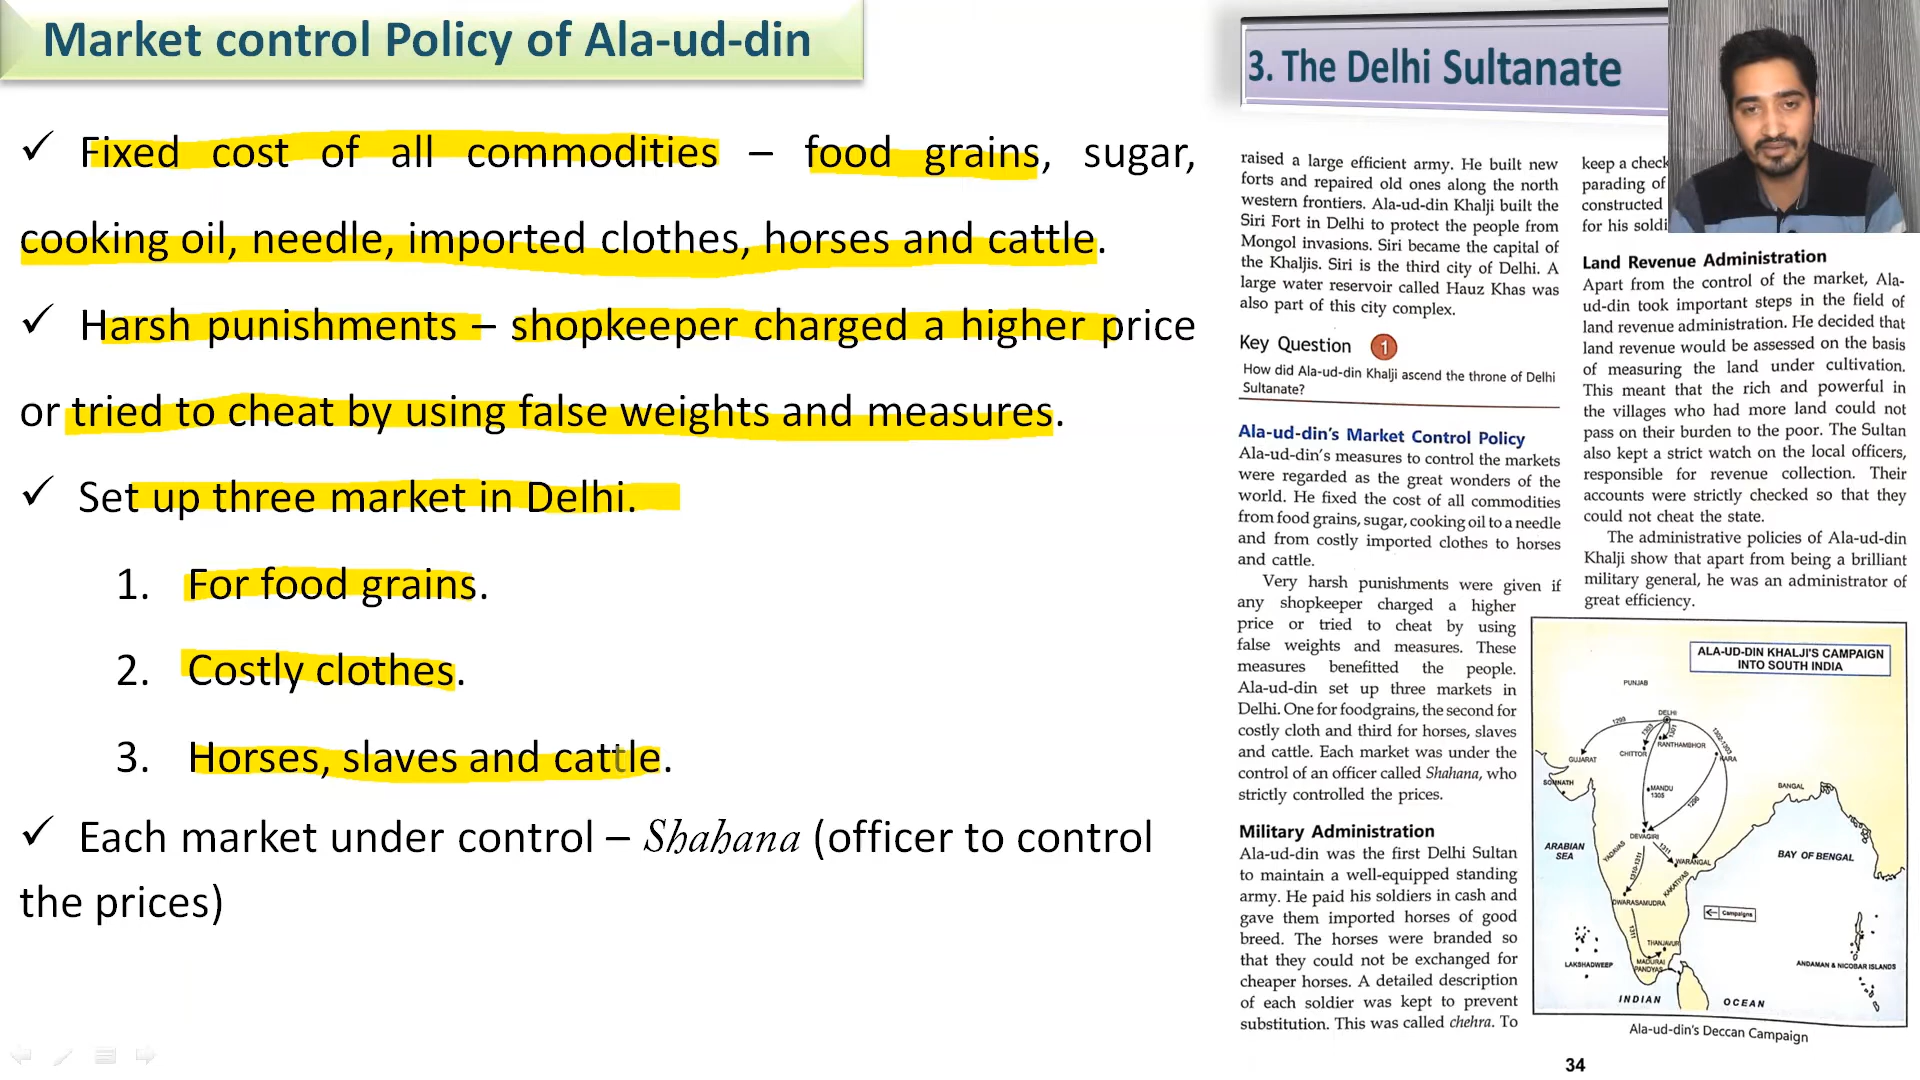 Market control Policy of Ala-ud-din
✓ Fixed cost of all commodities – food grains, sugar,
cooking oil, needle, imported clothes, horses and cattle.
✓ Harsh punishments – shopkeeper charged a higher price
or tried to cheat by using false weights and measures.
✓ Set up three market in Delhi.
1. For food grains.
2. Costly clothes.
3. Horses, slaves and cattle.
✓ Each market under control – Shahana (officer to control
the prices)
3. The Delhi Sultanate
raised a large efficient army. He built new
forts and repaired old ones along the north
western frontiers. Ala-ud-din Khalji built the
Siri Fort in Delhi to protect the people from
Mongol invasions. Siri became the capital of
the Khaljis. Siri is the third city of Delhi. A
large water reservoir called Hauz Khas was
also part of this city complex.
Key Question 1
How did Ala-ud-din Khalji ascend the throne of Delhi
Sultanate?
Ala-ud-din's Market Control Policy
Ala-ud-din's measures to control the markets
were regarded as the great wonders of the
world. He fixed the cost of all commodities
from food grains, sugar, cooking oil to a needle
and from costly imported clothes to horses
and cattle.
Very harsh punishments were given if
any shopkeeper charged a higher
price or tried to cheat by using
false weights and measures. These
measures benefitted the people.
Ala-ud-din set up three markets in
Delhi. One for foodgrains, the second for
costly cloth and third for horses, slaves
and cattle. Each market was under the
control of an officer called Shahana, who
strictly controlled the prices.
Military Administration
Ala-ud-din was the first Delhi Sultan
to maintain a well-equipped standing
army. He paid his soldiers in cash and
gave them imported horses of good
breed. The horses were branded so
that they could not be exchanged for
cheaper horses. A detailed description
of each soldier was kept to prevent
substitution. This was called chehra. To
keep a check
parading of
constructed
for his soldi
Land Revenue Administration
Apart from the control of the market, Ala-
ud-din took important steps in the field of
land revenue administration. He decided that
land revenue would be assessed on the basis
of measuring the land under cultivation.
This meant that the rich and powerful in
the villages who had more land could not
pass on their burden to the poor. The Sultan
also kept a strict watch on the local officers,
responsible for revenue collection. Their
accounts were strictly checked so that they
could not cheat the state.
The administrative policies of Ala-ud-din
Khalji show that apart from being a brilliant
military general, he was an administrator of
great efficiency.
ALA-UD-DIN KHALJI'S CAMPAIGN
INTO SOUTH INDIA
PUNJAB
DELHI
1299
1303
1301
1302-1303
CHITTOR
RANTHAMBHOR
KARA
GUJARAT
SOMNATH
MANDU
1305
1296
BANGAL
DEVAGIRI
YADAVAS
1311
WARANGAL
KAKATIYAS
1310-1311
ARABIAN
SEA
BAY OF BENGAL
DWARASAMUDRA
Campaigns
1311
THANJAVUR
MADURAI
PANDYAS
LAKSHADWEEP
ANDAMAN & NICOBAR ISLANDS
INDIAN OCEAN
Ala-ud-din's Deccan Campaign
34